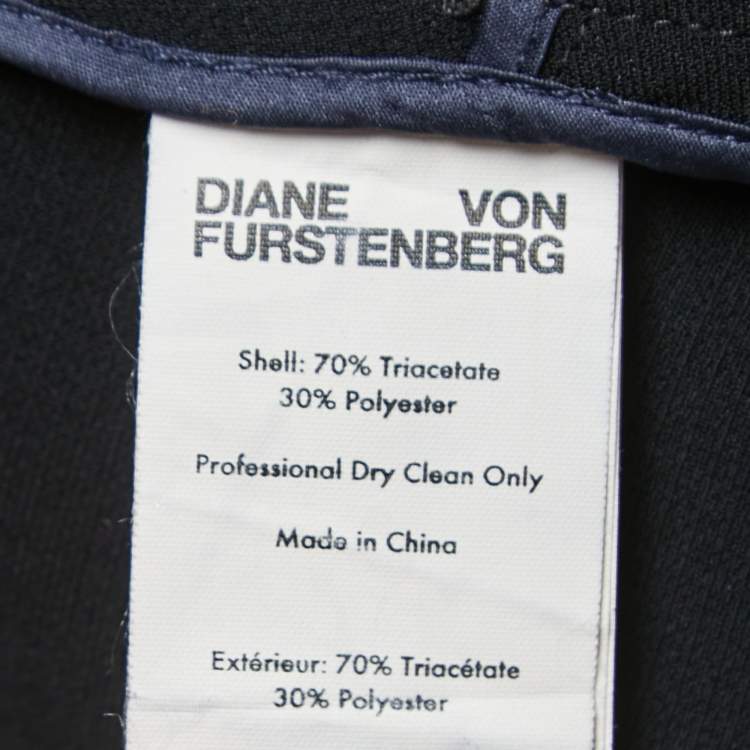 DIANE VON
FURSTENBERG
Shell: 70% Triacetate
30% Polyester
Professional Dry Clean Only
Made in China
Extérieur: 70% Triacétate
30% Polyester